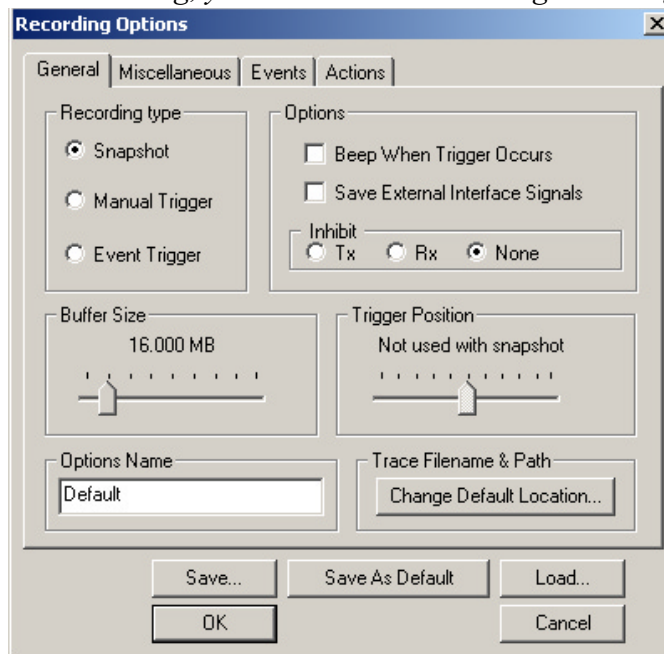 Recording Options
General Miscellaneous Events Actions
Recording type
Snapshot
Manual Trigger
Event Trigger
Options
Beep When Trigger Occurs
Save External Interface Signals
Inhibit
Tx Rx None
Buffer Size
16.000 MB
Trigger Position
Not used with snapshot
Options Name
Default
Trace Filename & Path
Change Default Location...
Save... Save As Default Load...
OK Cancel